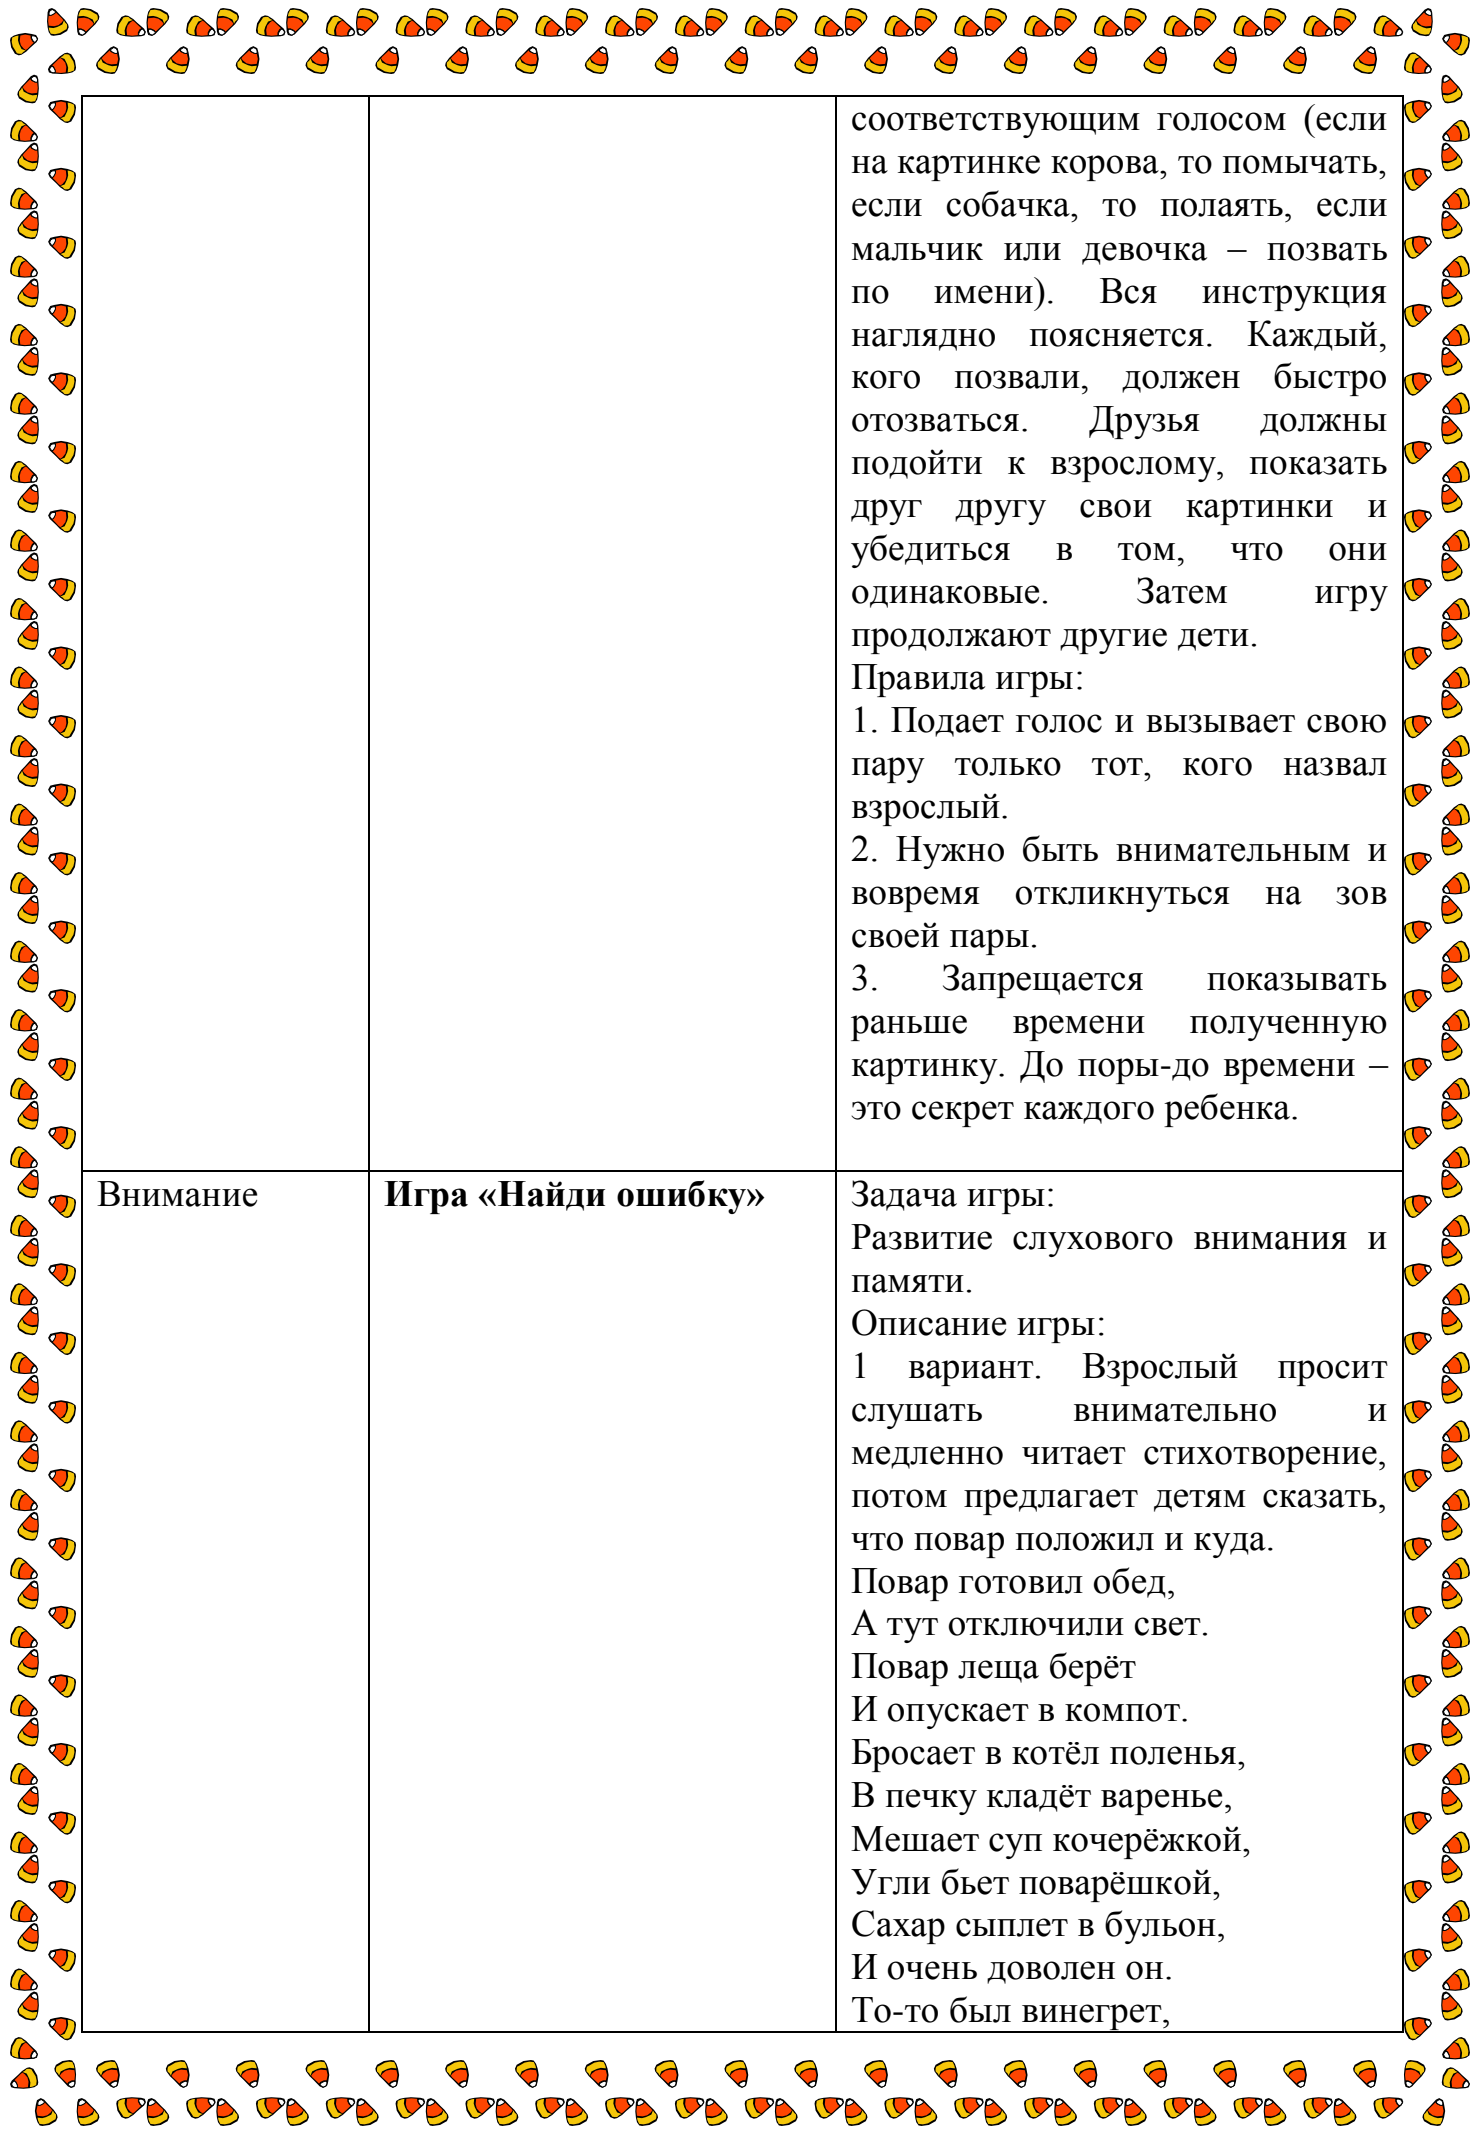 соответствующим голосом (если
на картинке корова, то помычать,
если собачка, то полаять, если
мальчик или девочка – позвать
по имени). Вся инструкция
наглядно поясняется. Каждый,
кого позвали, должен быстро
отозваться. Друзья должны
подойти к взрослому, показать
друг другу свои картинки и
убедиться в том, что они
одинаковые. Затем игру
продолжают другие дети.
Правила игры:
1. Подает голос и вызывает свою
пару только тот, кого назвал
взрослый.
2. Нужно быть внимательным и
вовремя откликнуться на зов
своей пары.
3. Запрещается показывать
раньше времени полученную
картинку. До поры-до времени –
это секрет каждого ребенка.
Внимание
Игра «Найди ошибку»
Задача игры:
Развитие слухового внимания и
памяти.
Описание игры:
1 вариант. Взрослый просит
слушать внимательно и
медленно читает стихотворение,
потом предлагает детям сказать,
что повар положил и куда.
Повар готовил обед,
А тут отключили свет.
Повар леща берёт
И опускает в компот.
Бросает в котёл поленья,
В печку кладёт варенье,
Мешает суп кочерёжкой,
Угли бьет поварёшкой,
Сахар сыплет в бульон,
И очень доволен он.
То-то был винегрет,